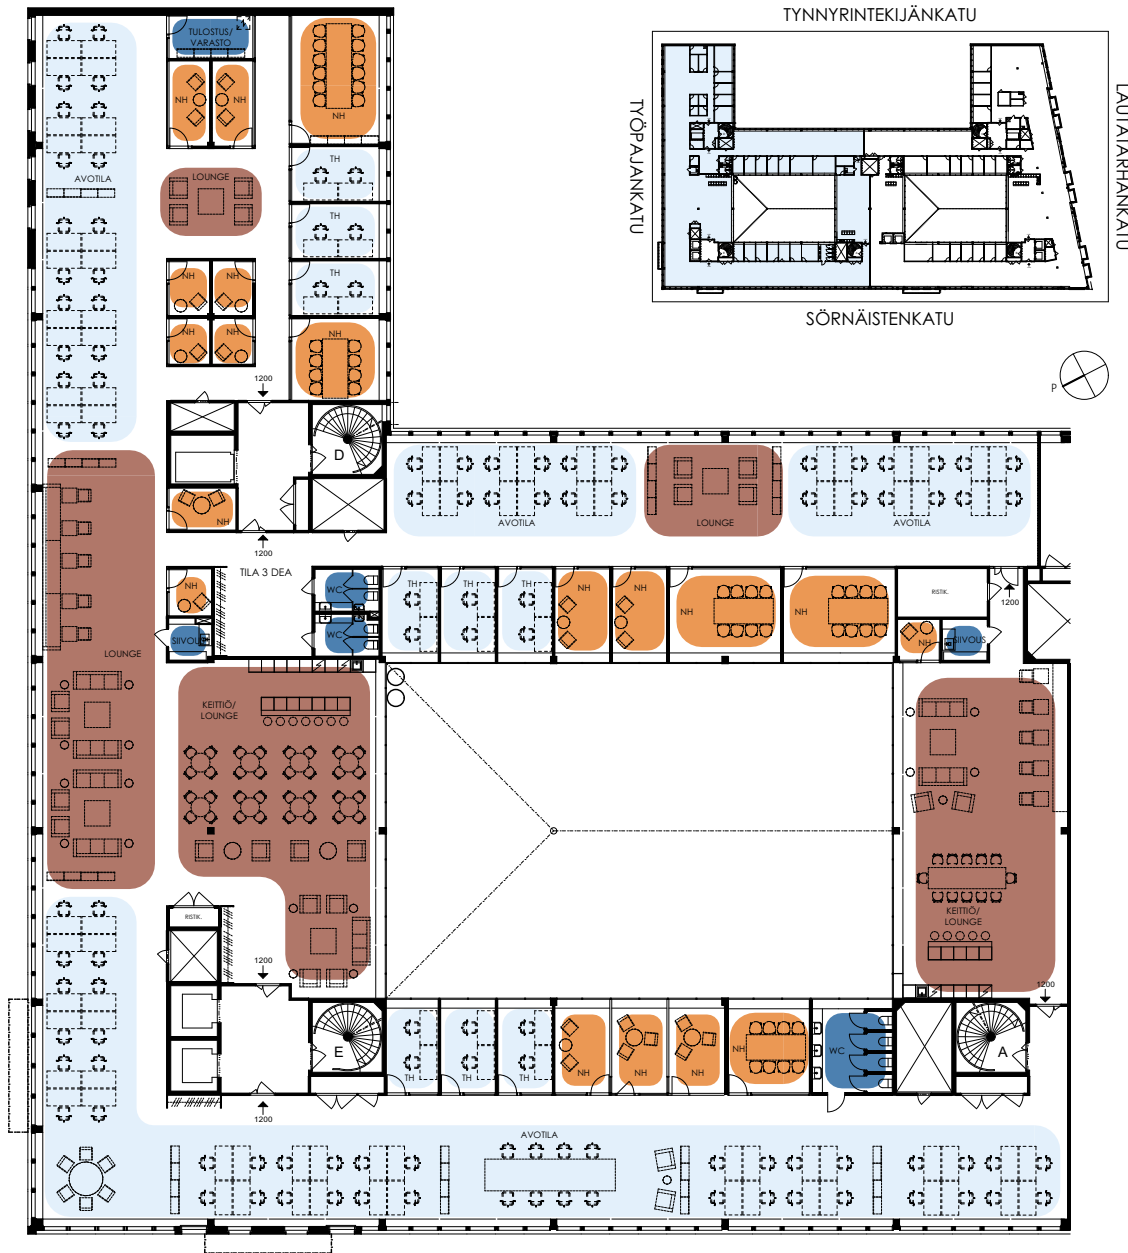 TYNNYRINTEKIJÄNKATU
TYÖPAJANKATU
LAUTATARHANKATU
SÖRNÄISTENKATU
P
TULOSTUS/
VARASTO
NH
NH
NH
AVOTILA
LOUNGE
TH
TH
TH
NH
NH
NH
NH
NH
1200
D
NH
1200
AVOTILA
LOUNGE
AVOTILA
TILA 3 DEA
NH
SIIVOUS
WC
WC
TH
TH
TH
NH
NH
NH
NH
RISTIK.
1200
NH
SIIVOUS
LOUNGE
KEITTIÖ/
LOUNGE
KEITTIÖ/
LOUNGE
RISTIK.
1200
1200
E
TH
TH
TH
NH
NH
NH
NH
WC
A
1200
AVOTILA